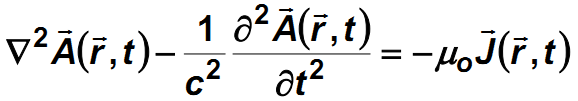 ∇²A⃗(r⃗,t) − 1/c² ∂²A⃗(r⃗,t)/∂t² = −μₒJ⃗(r⃗,t)